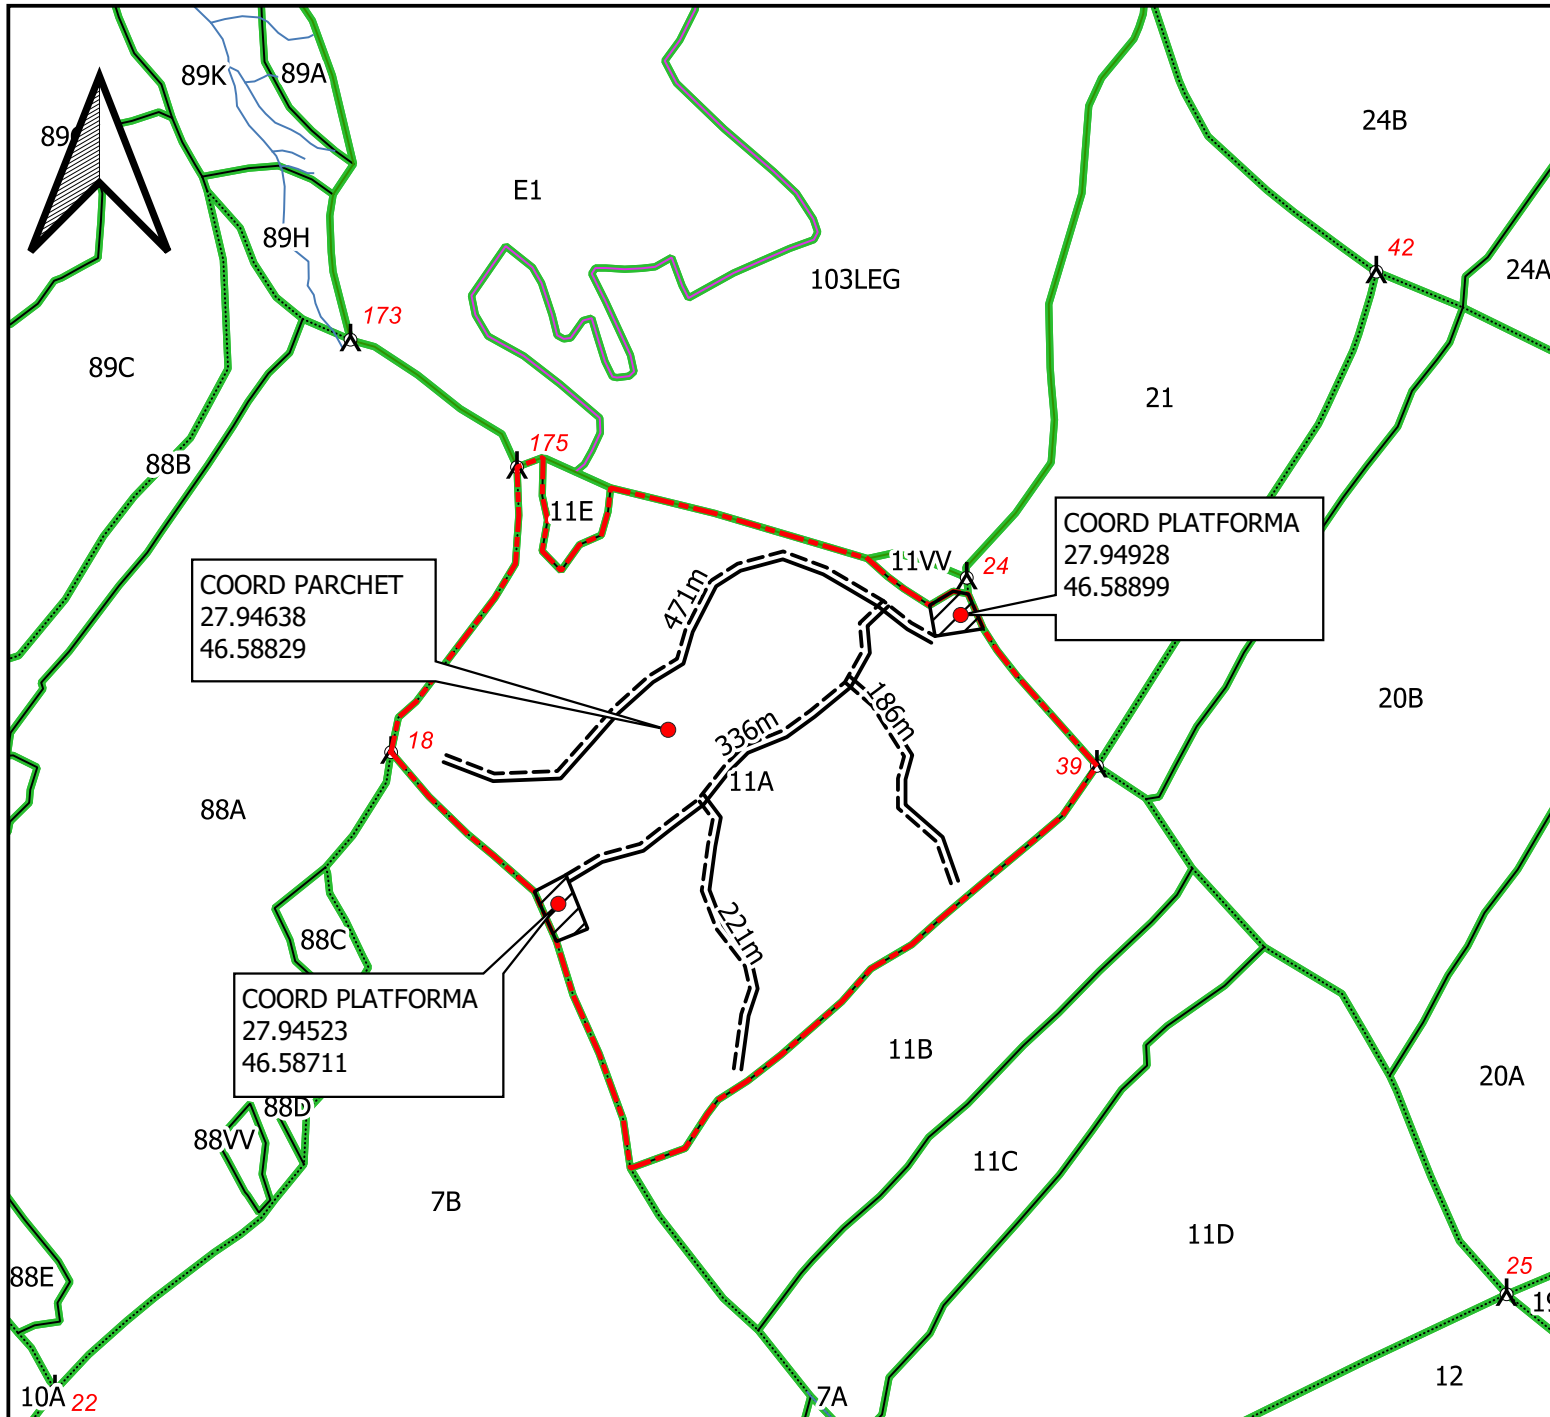 89K
89A
24B
E1
89H
42
103LEG
24A
173
89C
21
175
88B
11E
COORD PLATFORMA
27.94928
46.58899
11VV
24
COORD PARCHET
27.94638
46.58829
471m
20B
186m
18
336m
39
11A
88A
221m
88C
COORD PLATFORMA
27.94523
46.58711
11B
20A
88D
88VV
11C
7B
11D
88E
25
12
10A
22
7A